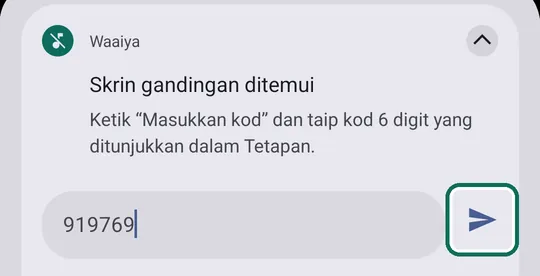 Waaiya
Skrin gandingan ditemui
Ketik “Masukkan kod” dan taip kod 6 digit yang
ditunjukkan dalam Tetapan.
919769